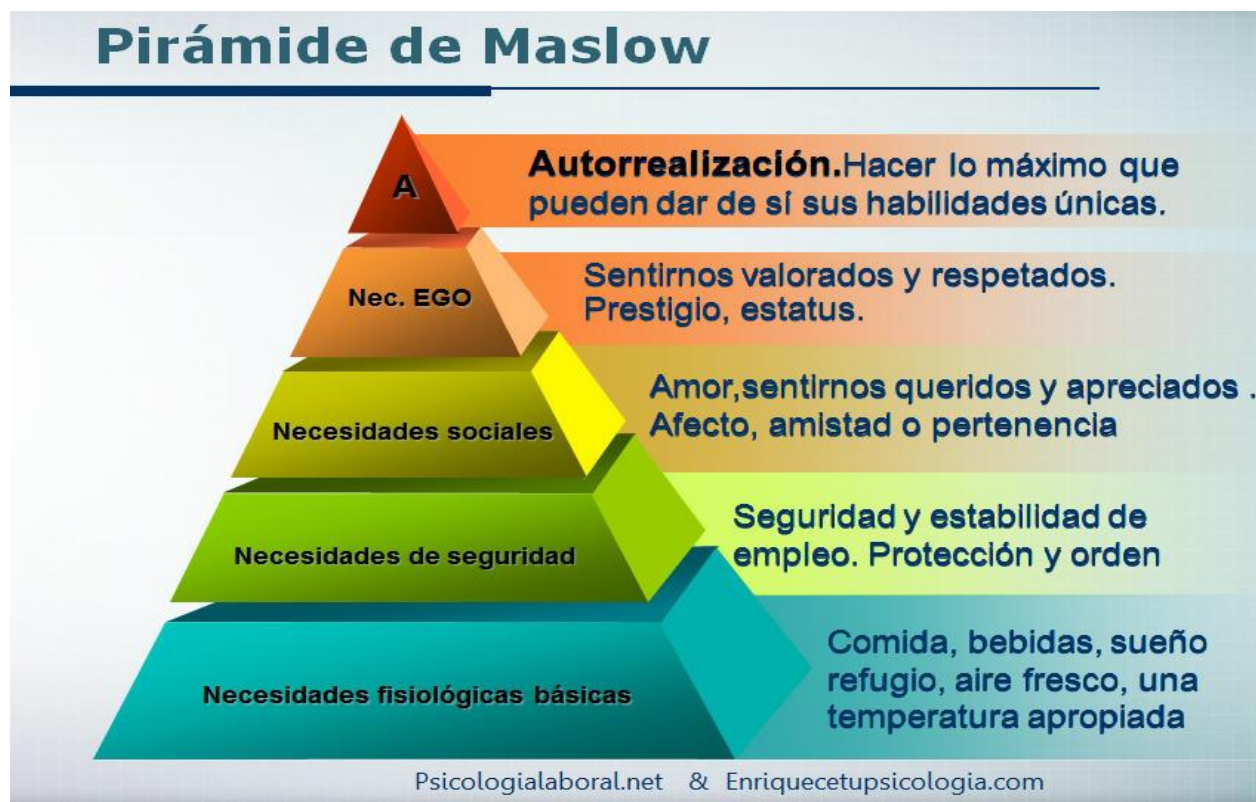 Pirámide de Maslow
A
Autorrealización.Hacer lo máximo que
pueden dar de sí sus habilidades únicas.
Nec. EGO
Sentirnos valorados y respetados.
Prestigio, estatus.
Necesidades sociales
Amor,sentirnos queridos y apreciados .
Afecto, amistad o pertenencia
Necesidades de seguridad
Seguridad y estabilidad de
empleo. Protección y orden
Necesidades fisiológicas básicas
Comida, bebidas, sueño
refugio, aire fresco, una
temperatura apropiada
Psicologialaboral.net & Enriquecetupsicologia.com